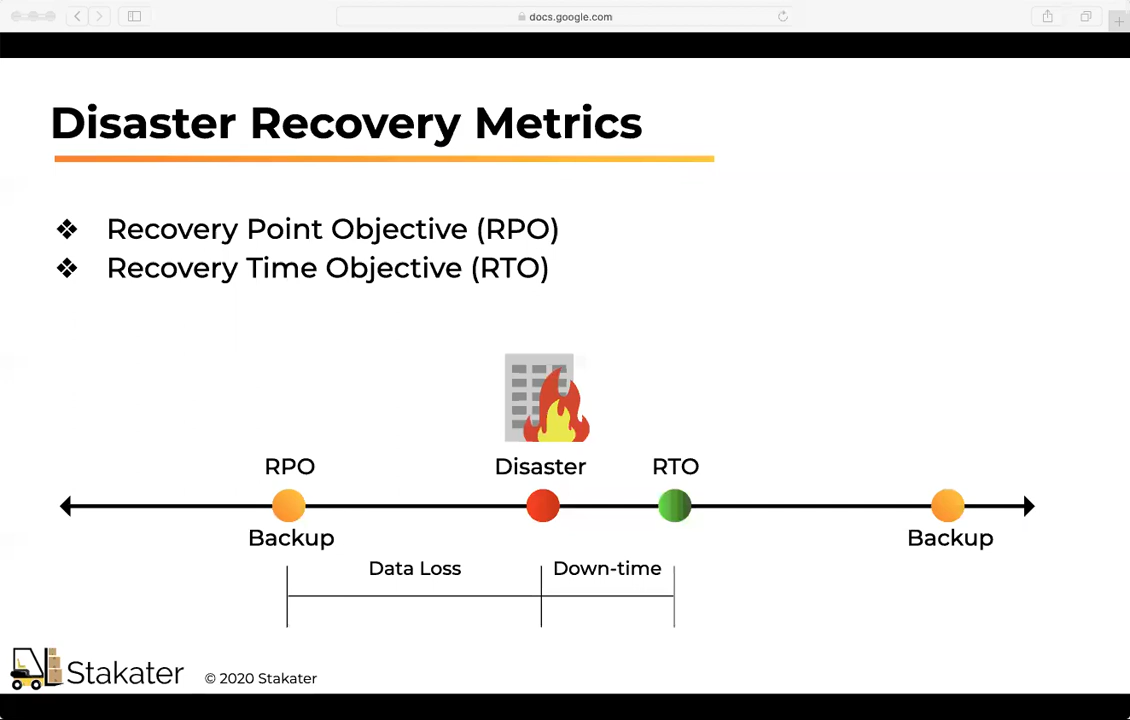 docs.google.com
Disaster Recovery Metrics
❖ Recovery Point Objective (RPO)
❖ Recovery Time Objective (RTO)
RPO Disaster RTO
Backup Backup
Data Loss Down-time
Stakater © 2020 Stakater